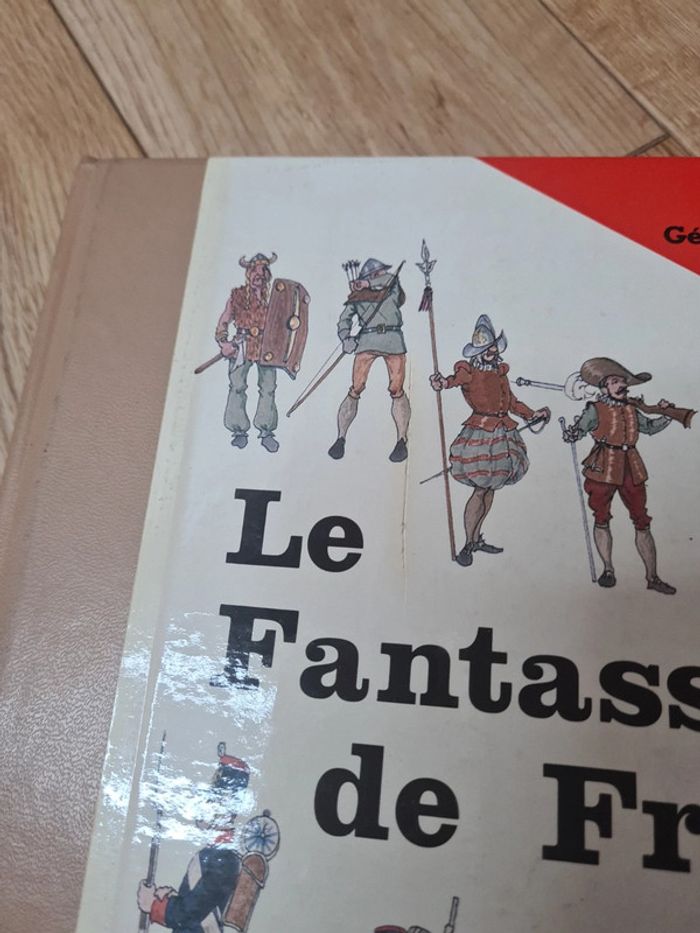 Gé
Le
Fantass
de Fr